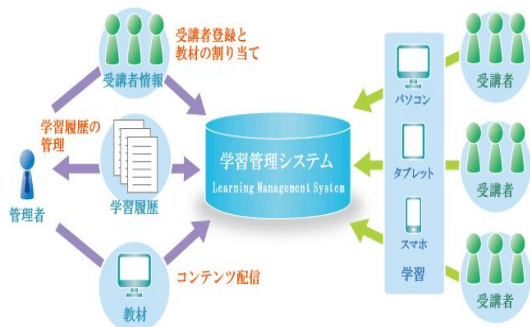 受講者登録と
教材の割り当て
受講者情報
学習履歴の
管理
学習履歴
管理者
コンテンツ配信
教材
学習管理システム
Learning Management System
パソコン
タブレット
スマホ
学習
受講者
受講者
受講者